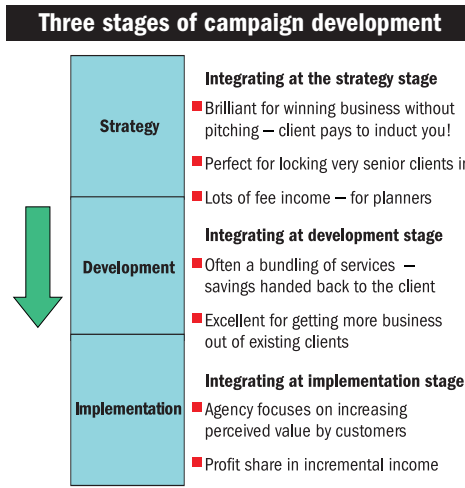 Three stages of campaign development
Strategy
Integrating at the strategy stage
Brilliant for winning business without
pitching – client pays to induct you!
Perfect for locking very senior clients in
Lots of fee income – for planners
Development
Integrating at development stage
Often a bundling of services –
savings handed back to the client
Excellent for getting more business
out of existing clients
Implementation
Integrating at implementation stage
Agency focuses on increasing
perceived value by customers
Profit share in incremental income